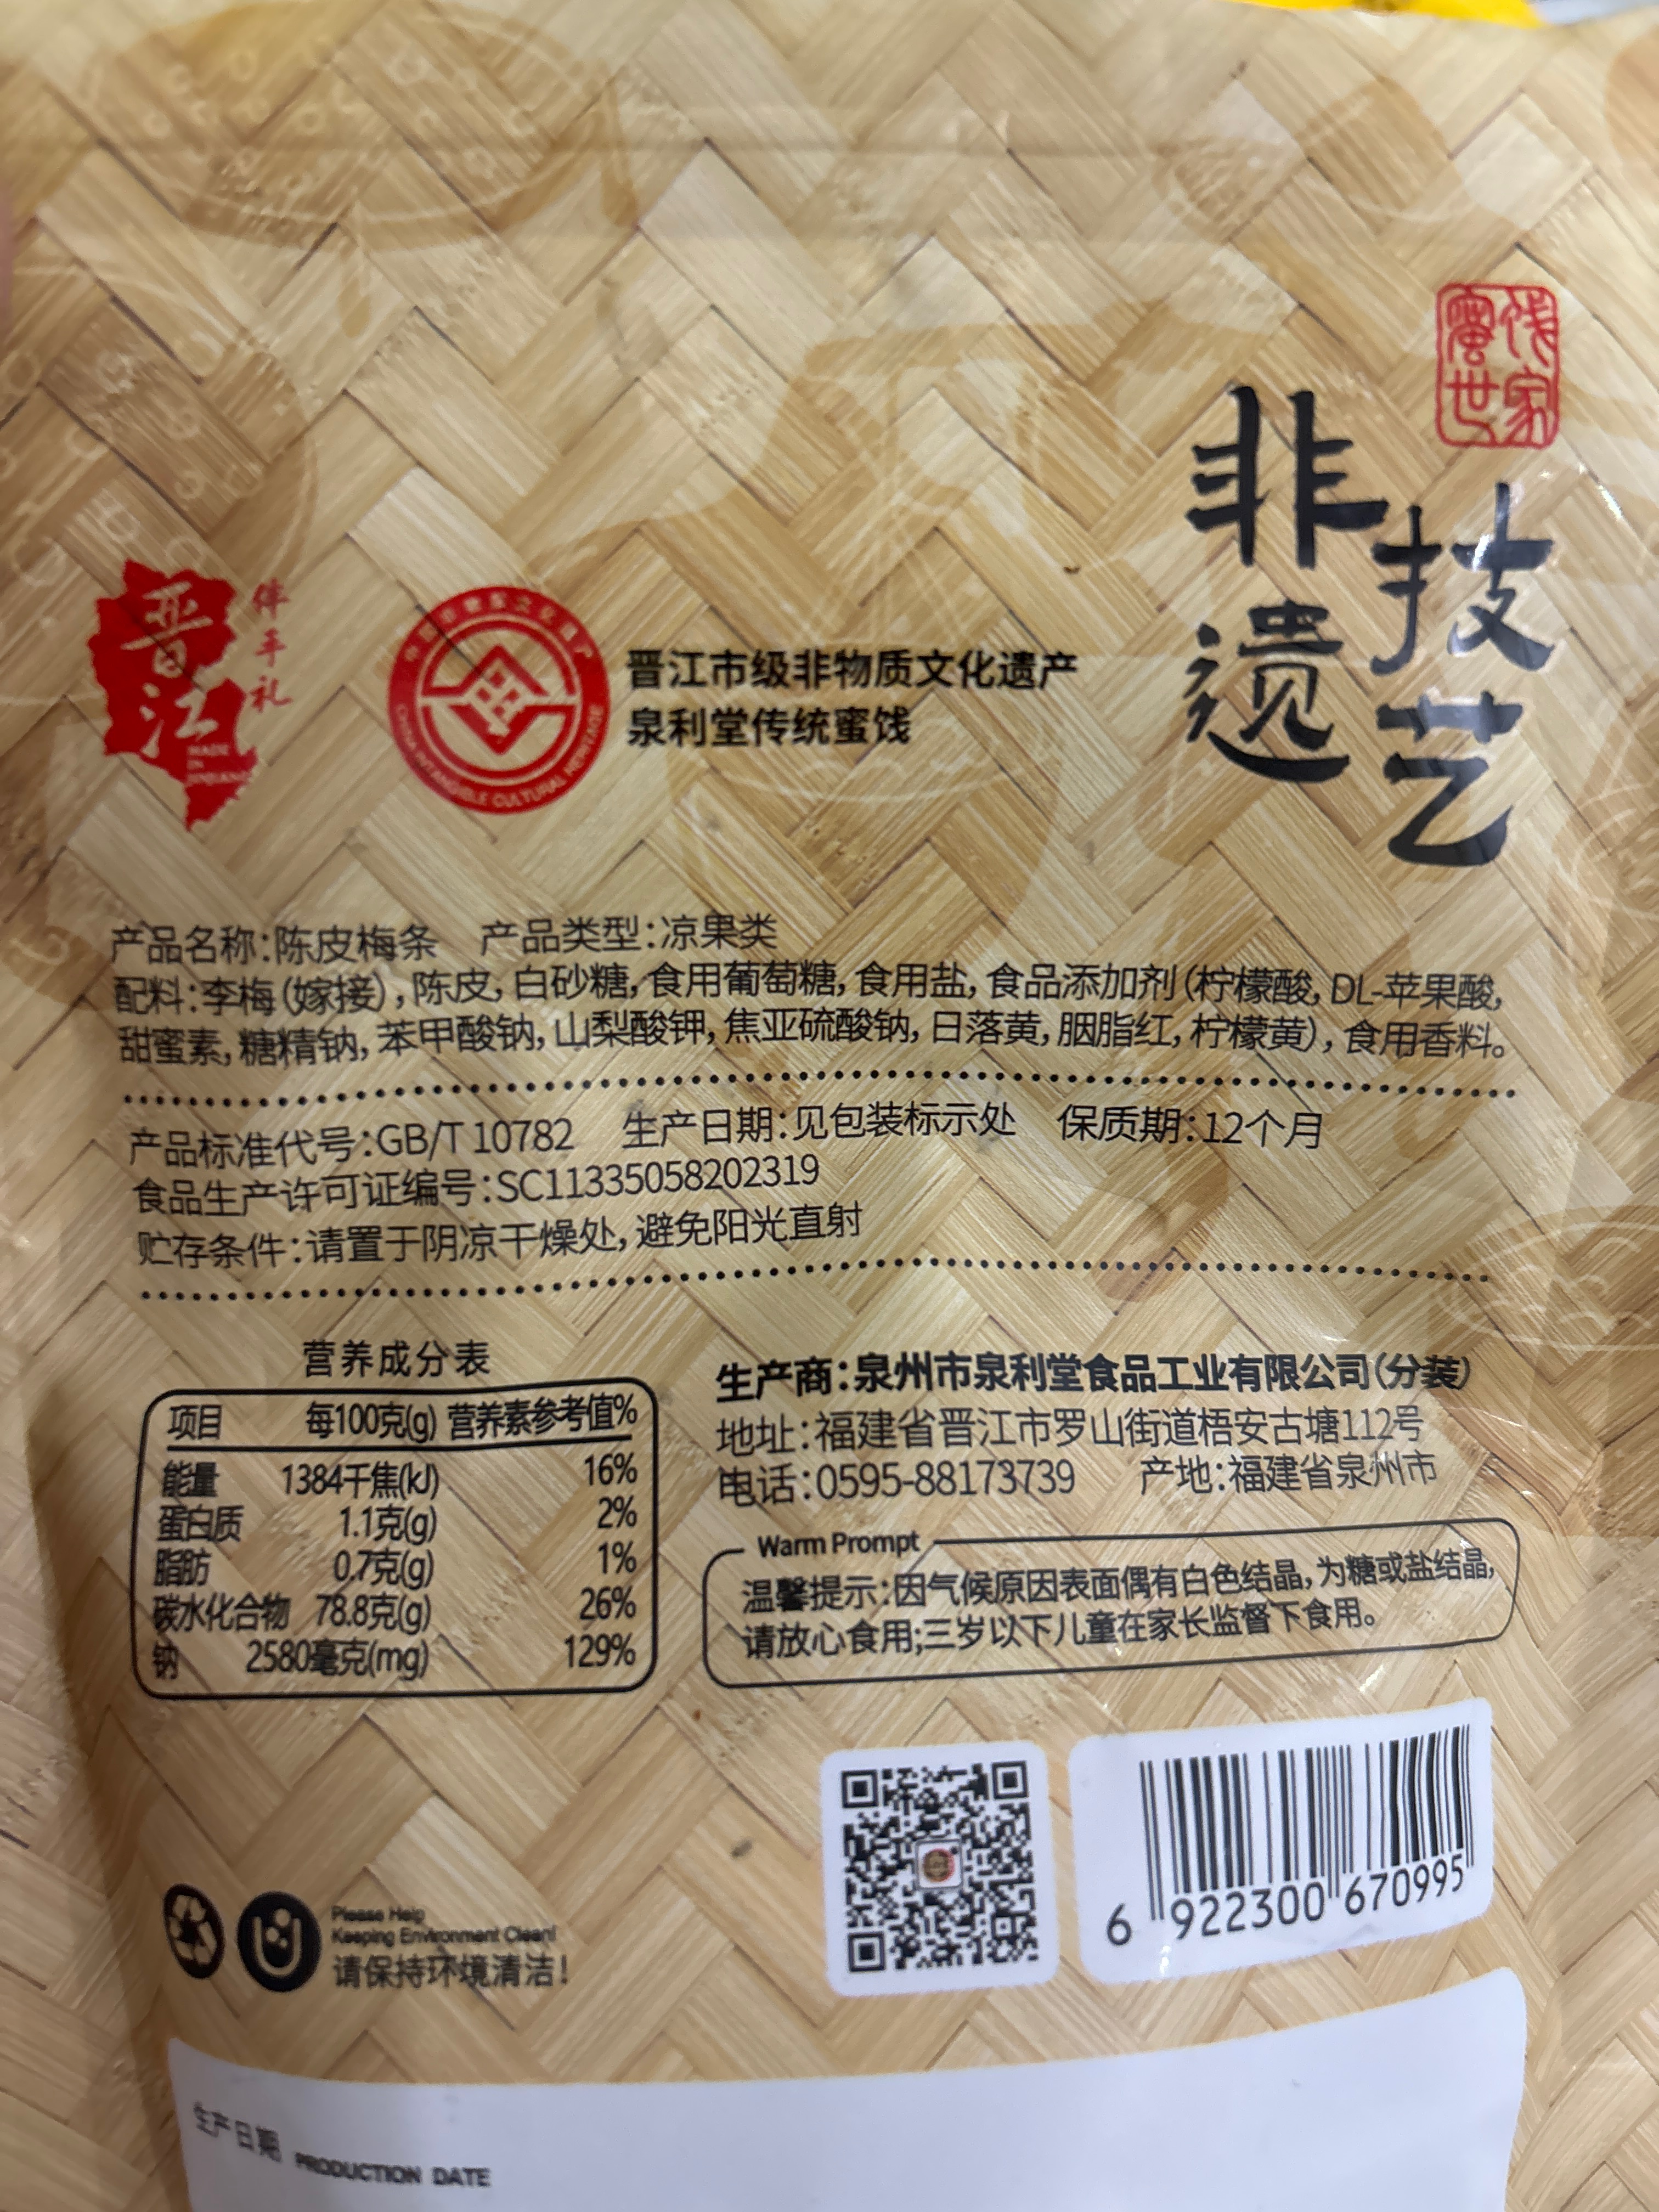 蜜饯
世家
非遗
技艺
晋江
伴手礼
MADE
IN
JINJIANG
CHINA INTANGIBLE CULTURAL HERITAGE
晋江市级非物质文化遗产
泉利堂传统蜜饯
产品名称:陈皮梅条 产品类型:凉果类
配料:李梅(嫁接),陈皮,白砂糖,食用葡萄糖,食用盐,食品添加剂(柠檬酸,DL-苹果酸,
甜蜜素,糖精钠,苯甲酸钠,山梨酸钾,焦亚硫酸钠,日落黄,胭脂红,柠檬黄),食用香料。
产品标准代号:GB/T 10782 生产日期:见包装标示处 保质期:12个月
食品生产许可证编号:SC11335058202319
贮存条件:请置于阴凉干燥处,避免阳光直射
营养成分表
项目 每100克(g) 营养素参考值%
能量 1384千焦(kJ) 16%
蛋白质 1.1克(g) 2%
脂肪 0.7克(g) 1%
碳水化合物 78.8克(g) 26%
钠 2580毫克(mg) 129%
生产商:泉州市泉利堂食品工业有限公司(分装)
地址:福建省晋江市罗山街道梧安古塘112号
电话:0595-88173739 产地:福建省泉州市
Warm Prompt
温馨提示:因气候原因表面偶有白色结晶,为糖或盐结晶,
请放心食用;三岁以下儿童在家长监督下食用。
Please Help
Keeping Environment Clean!
请保持环境清洁!
6 922300 670995
生产日期 PRODUCTION DATE